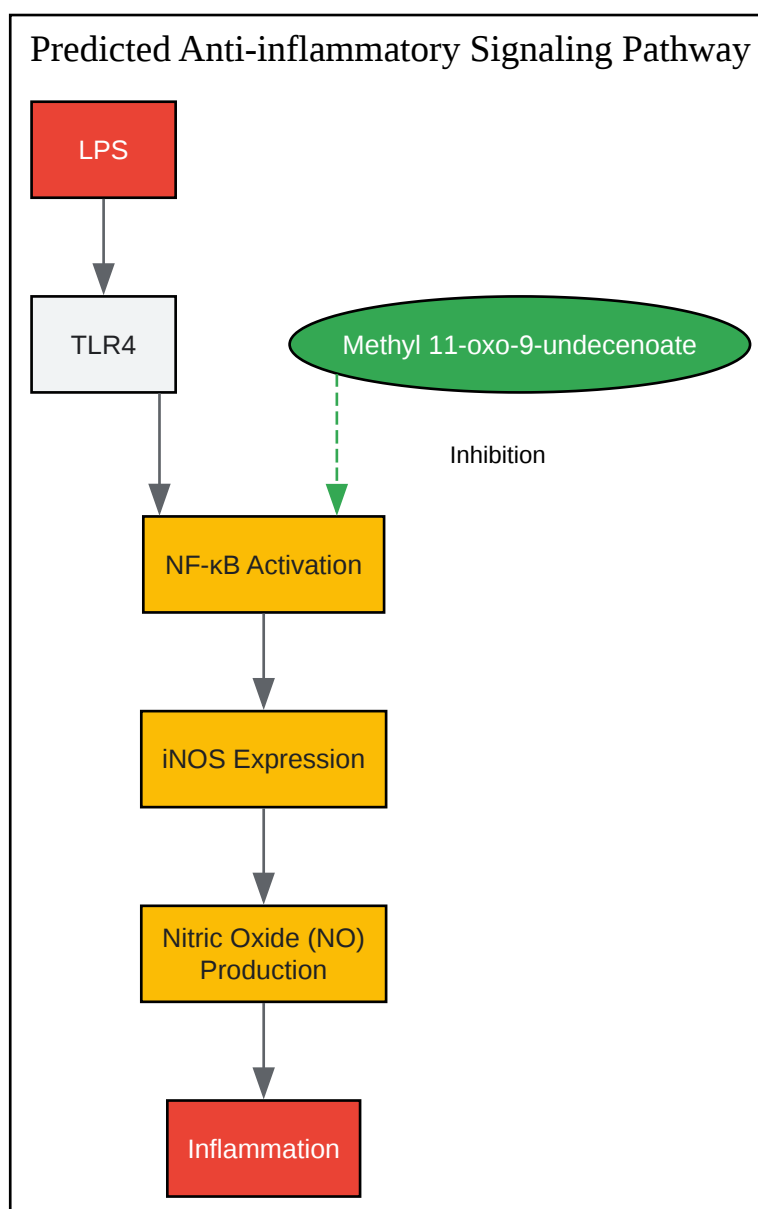 Predicted Anti-inflammatory Signaling Pathway
LPS
TLR4
Methyl 11-oxo-9-undecenoate
Inhibition
NF-κB Activation
iNOS Expression
Nitric Oxide (NO)
Production
Inflammation